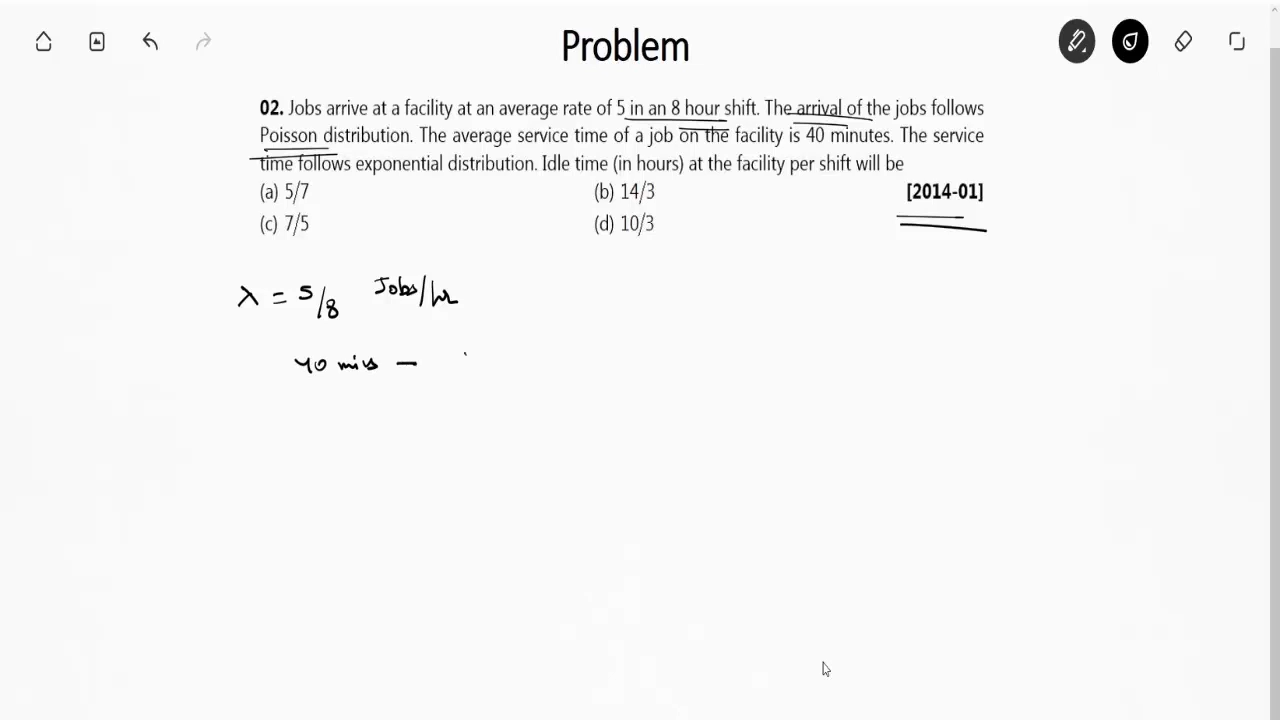 Problem
02. Jobs arrive at a facility at an average rate of 5 in an 8 hour shift. The arrival of the jobs follows
Poisson distribution. The average service time of a job on the facility is 40 minutes. The service
time follows exponential distribution. Idle time (in hours) at the facility per shift will be
(a) 5/7 (b) 14/3 [2014-01]
(c) 7/5 (d) 10/3
λ = 5/8 Jobs/hr
40 mins —